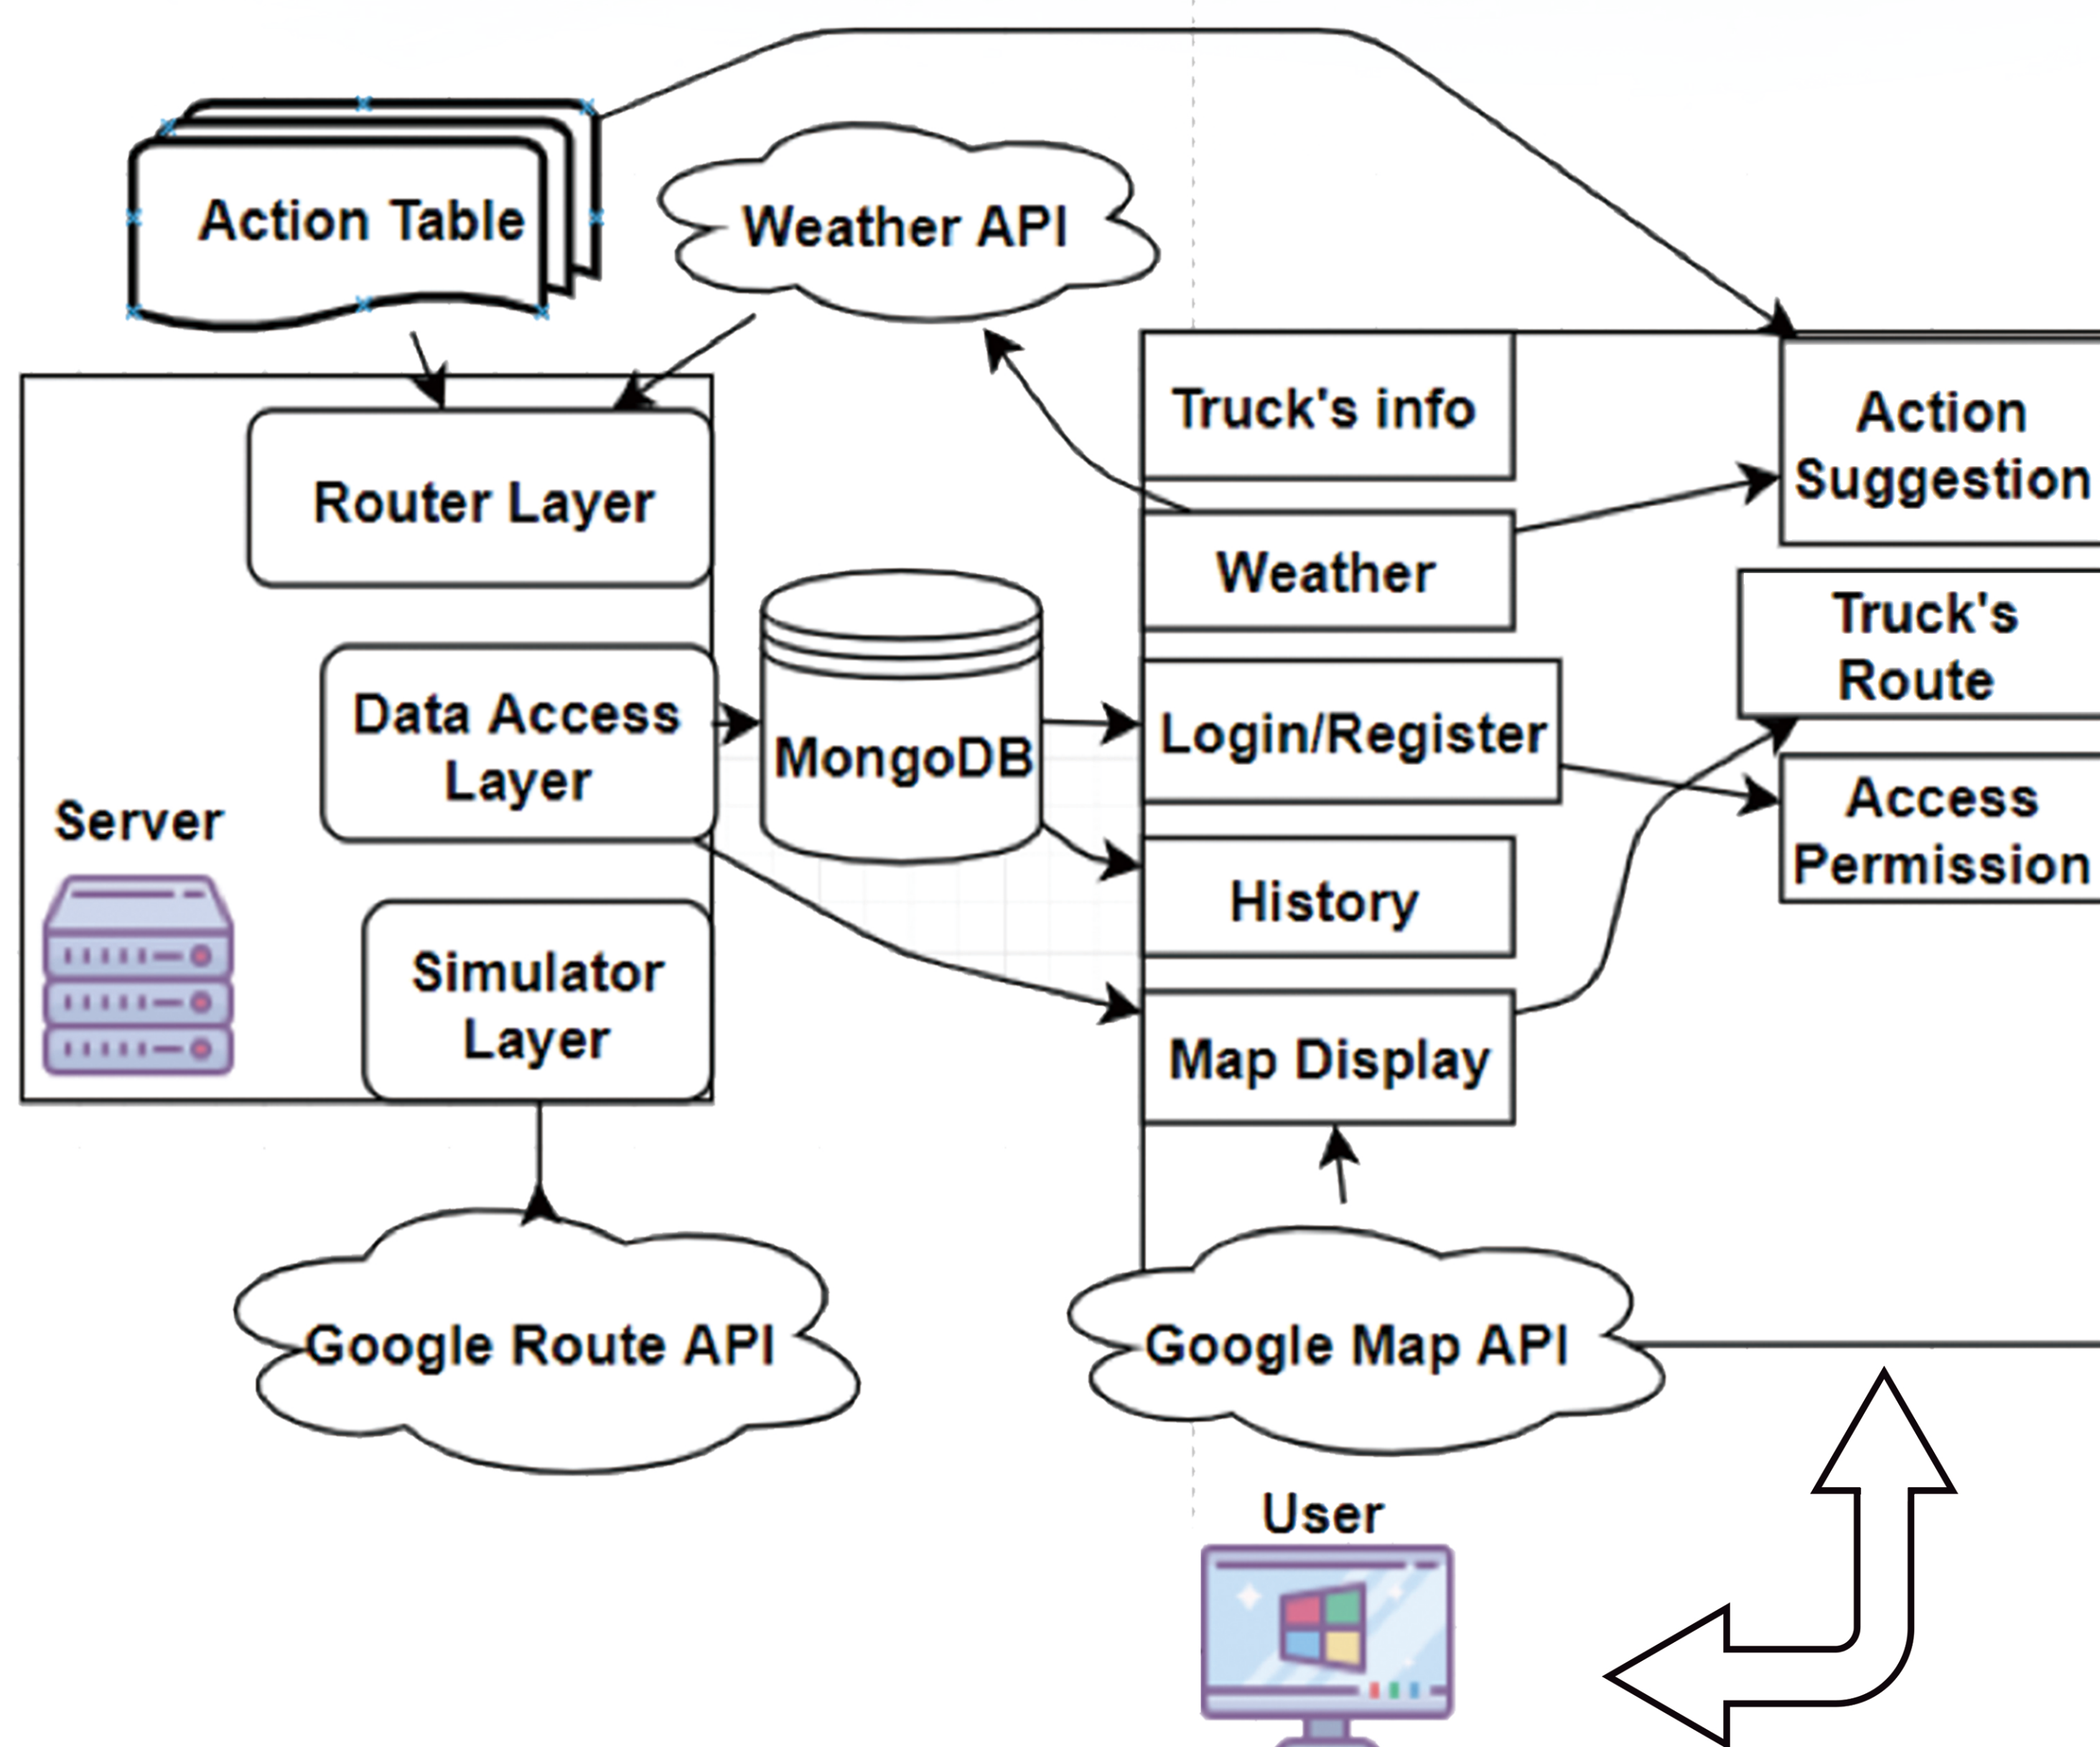 Action Table
Weather API
Truck's info
Action
Suggestion
Router Layer
Weather
Truck's
Route
Data Access
Layer
MongoDB
Login/Register
Access
Permission
Server
History
Simulator
Layer
Map Display
Google Route API
Google Map API
User